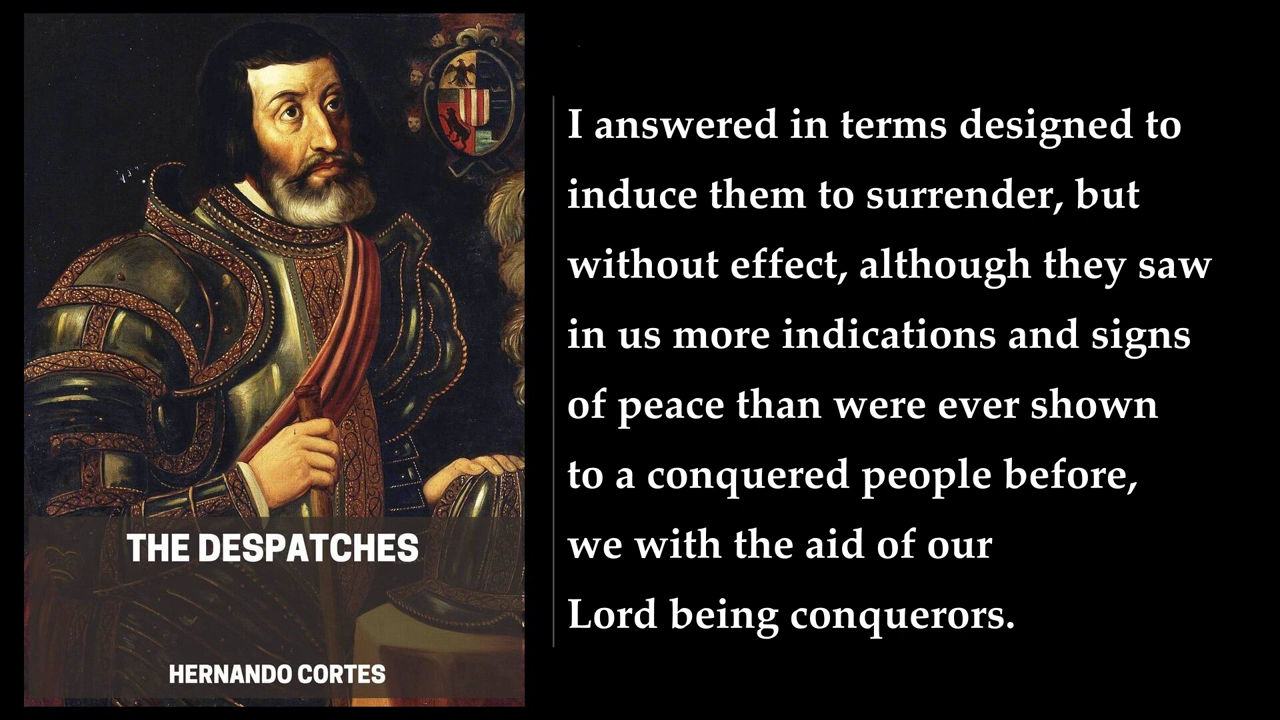 THE DESPATCHES
HERNANDO CORTES
I answered in terms designed to
induce them to surrender, but
without effect, although they saw
in us more indications and signs
of peace than were ever shown
to a conquered people before,
we with the aid of our
Lord being conquerors.